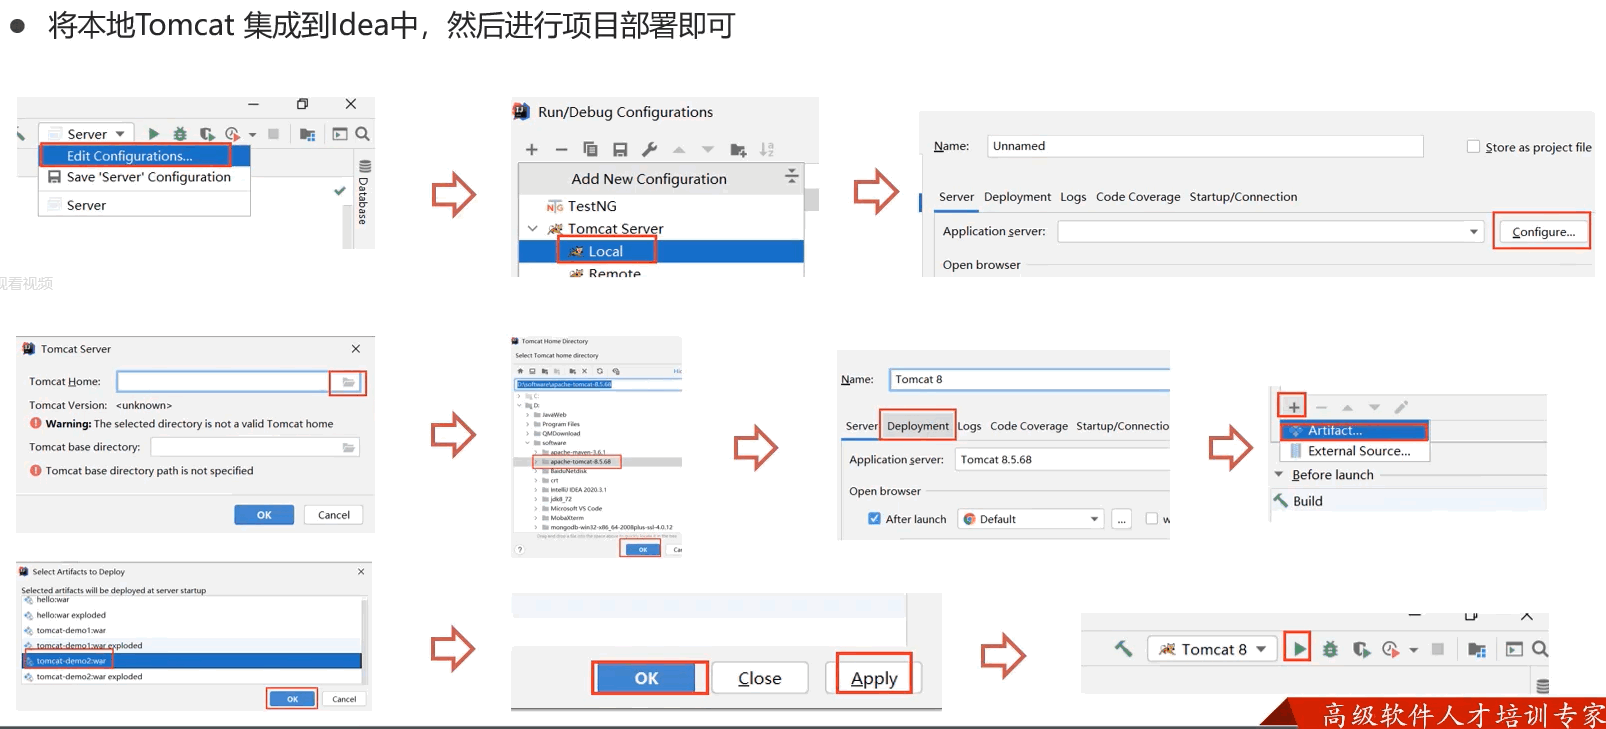 ● 将本地Tomcat 集成到Idea中，然后进行项目部署即可
Server
Edit Configurations...
Save 'Server' Configuration
Server
Database
Run/Debug Configurations
Add New Configuration
TestNG
Tomcat Server
Local
Remote
Name: Unnamed
Store as project file
Server Deployment Logs Code Coverage Startup/Connection
Application server:
Configure...
Open browser
观看视频
Tomcat Server
Tomcat Home:
Tomcat Version: <unknown>
Warning: The selected directory is not a valid Tomcat home
Tomcat base directory:
Tomcat base directory path is not specified
OK Cancel
Tomcat Home Directory
Select Tomcat home directory
D:\software\apache-tomcat-8.5.68
C:
D:
JavaWeb
Program Files
QMDownload
software
apache-maven-3.6.1
apache-tomcat-8.5.68
BaiduNetdisk
crt
IntelliJ IDEA 2020.3.1
jdk8_72
Microsoft VS Code
MobaXterm
mongodb-win32-x86_64-2008plus-ssl-4.0.12
OK
Name: Tomcat 8
Server Deployment Logs Code Coverage Startup/Connectio
Application server: Tomcat 8.5.68
Open browser
After launch Default ... w
Artifact...
External Source...
Before launch
Build
Select Artifacts to Deploy
Selected artifacts will be deployed at server startup
hello:war
hello:war exploded
tomcat-demo1:war
tomcat-demo1:war exploded
tomcat-demo2:war
tomcat-demo2:war exploded
OK Cancel
OK Close Apply
Tomcat 8
高级软件人才培训专家